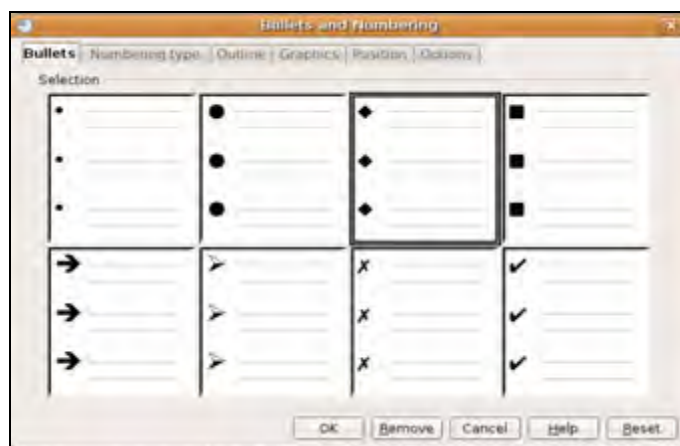 Bullets and Numbering
Bullets Numbering type Outline Graphics Position Options
Selection
OK Remove Cancel Help Reset